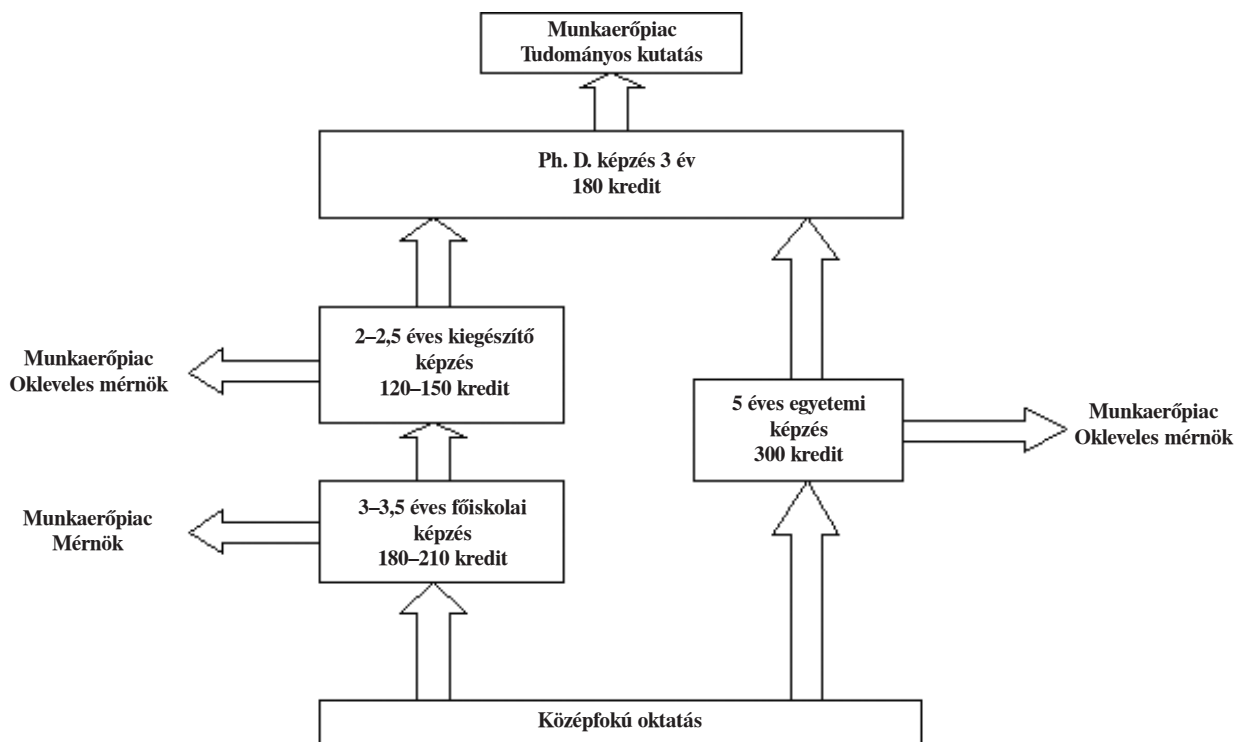 Munkaerőpiac
Tudományos kutatás
Ph. D. képzés 3 év
180 kredit
2–2,5 éves kiegészítő
képzés
120–150 kredit
Munkaerőpiac
Okleveles mérnök
5 éves egyetemi
képzés
300 kredit
Munkaerőpiac
Okleveles mérnök
3–3,5 éves főiskolai
képzés
180–210 kredit
Munkaerőpiac
Mérnök
Középfokú oktatás